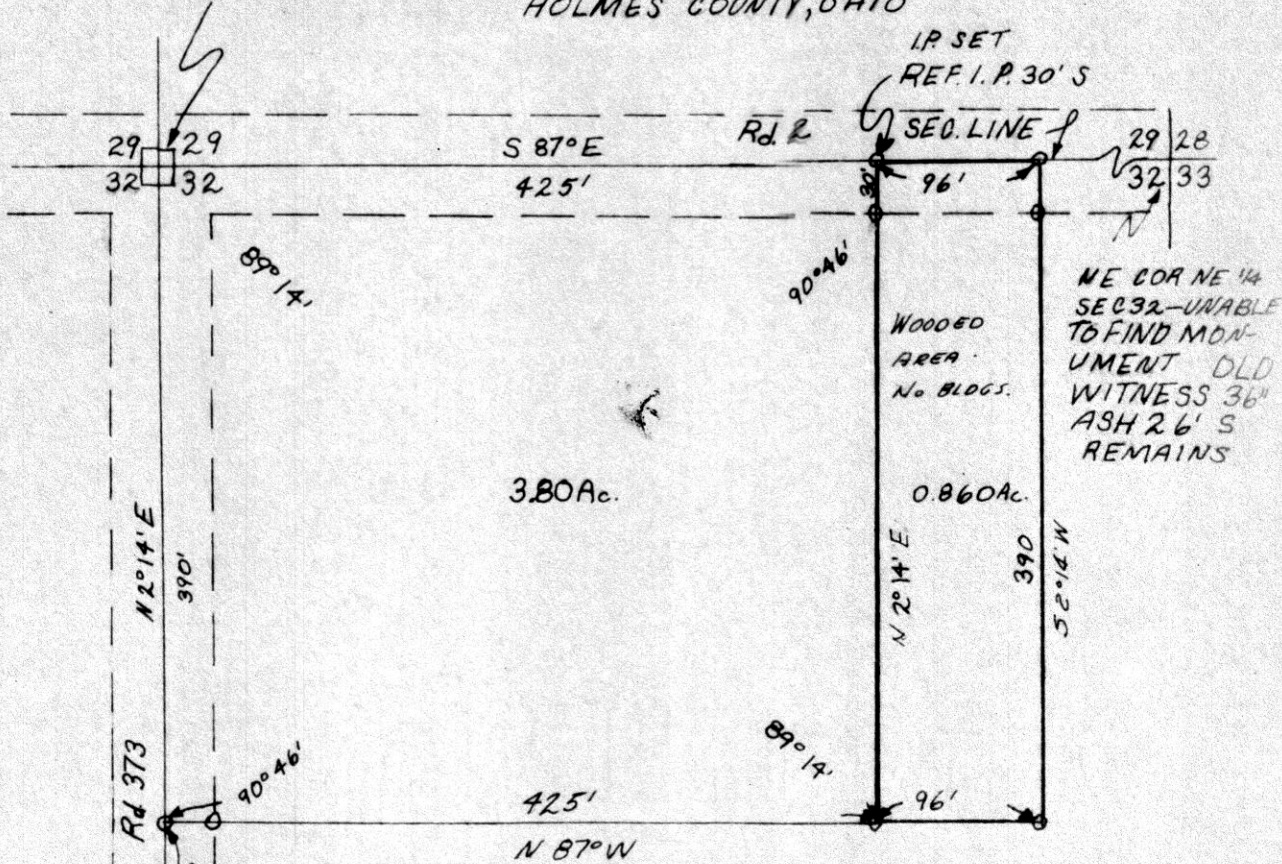 HOLMES COUNTY, OHIO
I.P. SET
REF. I. P. 30' S
Rd. 2
SEC. LINE
29 29
S 87° E
29 28
32 32
425'
30'
96'
32 33
N
89° 14'
90° 46'
NE COR NE 1/4
SEC 32 - UNABLE
TO FIND MON-
UMENT OLD
WITNESS 36"
ASH 26' S
REMAINS
WOODED
AREA
No BLDGS.
3.80 Ac.
0.860 Ac.
N 2° 14' E
390'
N 2° 14' E
390
S 2° 14' W
Rd 373
90° 46'
89° 14'
425'
96'
N 87° W